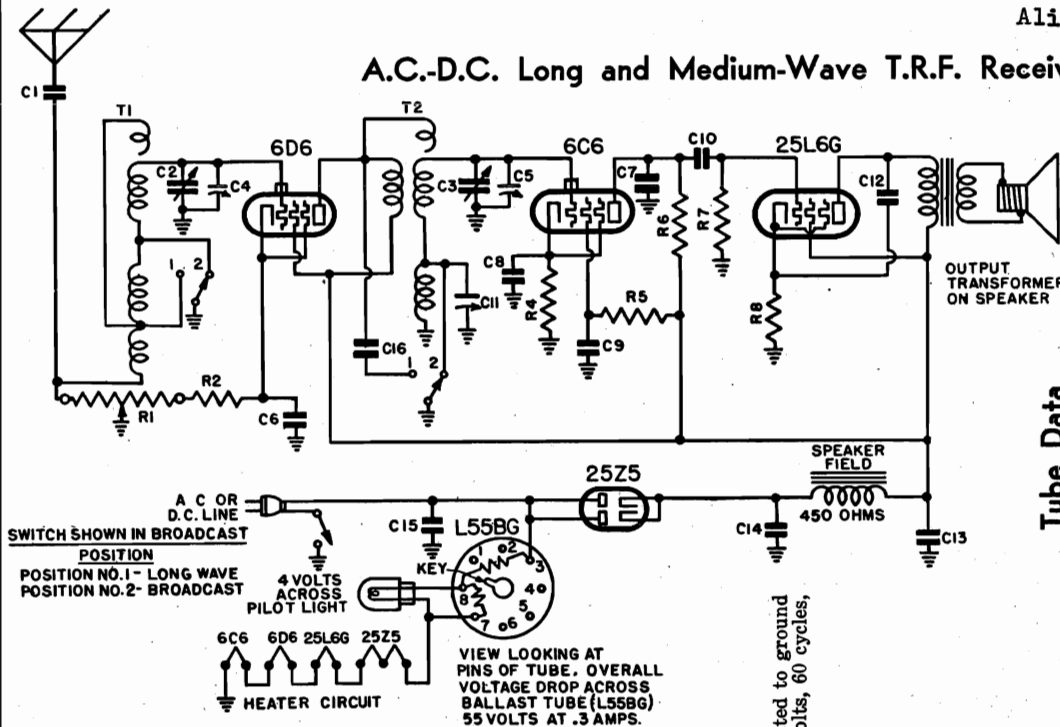 Ali
A.C.-D.C. Long and Medium-Wave T.R.F. Recei
C1
T1
T2
6D6
6C6
C10
25L6G
C2
C4
C3
C5
C7
C12
R6
R7
1
2
C8
R4
R5
C9
R8
C11
OUTPUT
TRANSFORMER
ON SPEAKER
C16
1
2
R2
R1
C6
SPEAKER
FIELD
450 OHMS
25Z5
A C OR
D.C. LINE
C15
L55BG
C14
C13
SWITCH SHOWN IN BROADCAST
POSITION
POSITION NO.1- LONG WAVE
POSITION NO.2- BROADCAST
KEY
1
2
3
4
5
6
7
8
4 VOLTS
ACROSS
PILOT LIGHT
6C6 6D6 25L6G 25Z5
HEATER CIRCUIT
VIEW LOOKING AT
PINS OF TUBE. OVERALL
VOLTAGE DROP ACROSS
BALLAST TUBE (L55BG)
55 VOLTS AT .3 AMPS.
Tube Data
ted to ground
olts, 60 cycles,